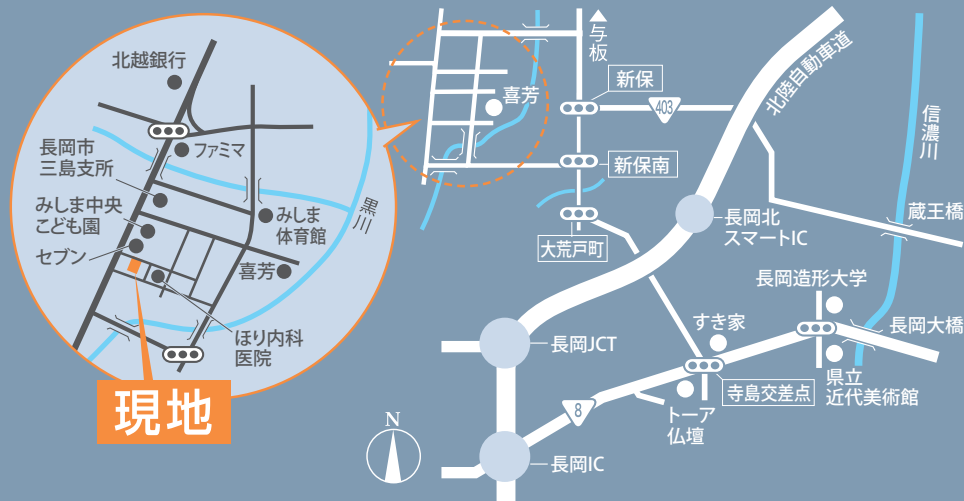 北越銀行
ファミマ
長岡市
三島支所
みしま中央
こども園
セブン
みしま
体育館
喜芳
ほり内科
医院
黒川
現地
与板
喜芳
新保
403
新保南
大荒戸町
北陸自動車道
信濃川
蔵王橋
長岡北
スマートIC
長岡造形大学
長岡大橋
すき家
長岡JCT
県立
近代美術館
寺島交差点
トーア
仏壇
8
長岡IC
N